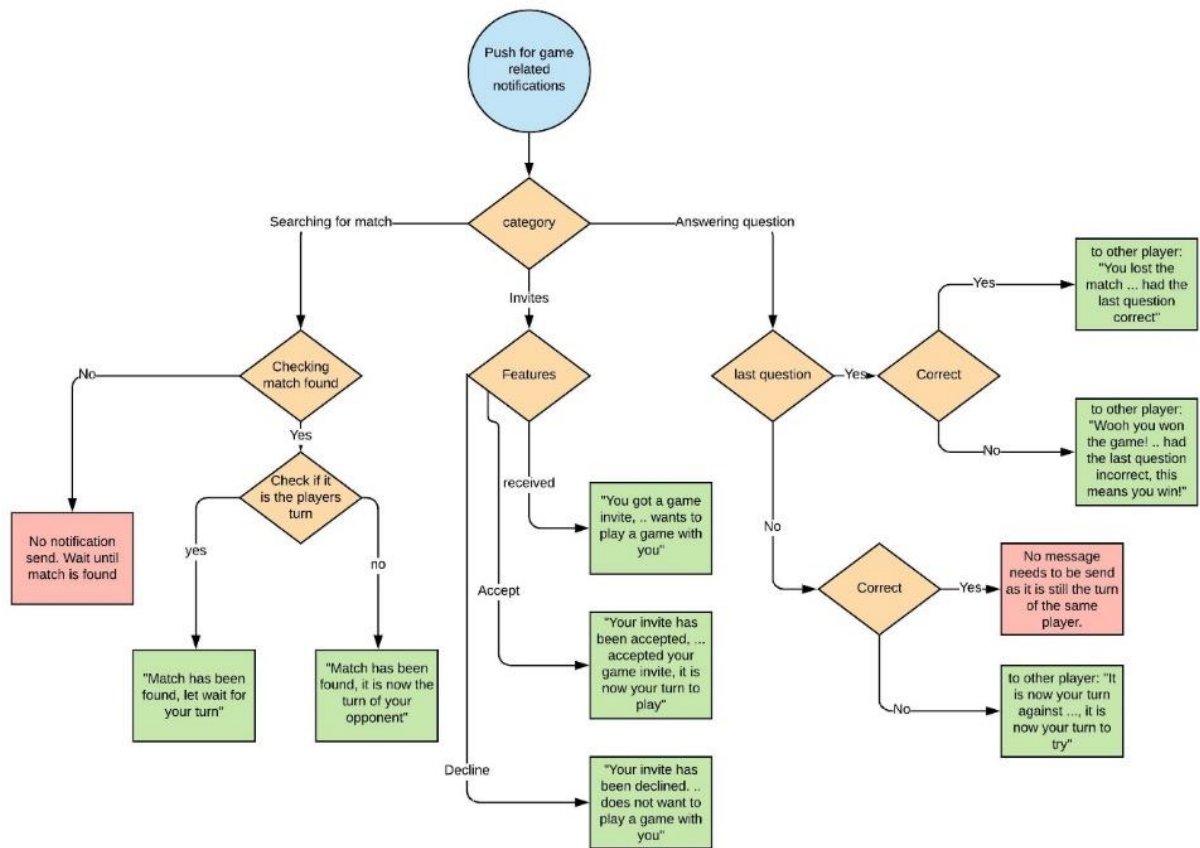 Push for game
related
notifications
category
Searching for match
Answering question
Invites
to other player:
"You lost the
match ... had the
last question
correct"
Yes
Checking
match found
No
Features
last question
Yes
Correct
Yes
No
to other player:
"Wooh you won
the game! .. had
the last question
incorrect, this
means you win!"
Check if it
is the players
turn
received
"You got a game
invite, .. wants to
play a game with
you"
No notification
send. Wait until
match is found
yes
no
No
No message
needs to be send
as it is still the turn
of the same
player.
Correct
Yes
Accept
"Your invite has
been accepted, ...
accepted your
game invite, it is
now your turn to
play"
"Match has been
found, let wait for
your turn"
"Match has been
found, it is now the
turn of your
opponent"
No
to other player: "It
is now your turn
against ..., it is
now your turn to
try"
Decline
"Your invite has
been declined. ..
does not want to
play a game with
you"